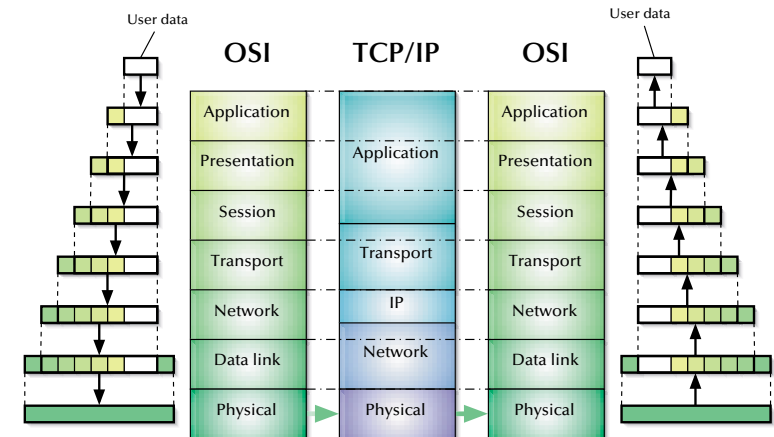 User data
User data
OSI
TCP/IP
OSI
Application
Presentation
Session
Transport
Network
Data link
Physical
Application
Transport
IP
Network
Physical
Application
Presentation
Session
Transport
Network
Data link
Physical